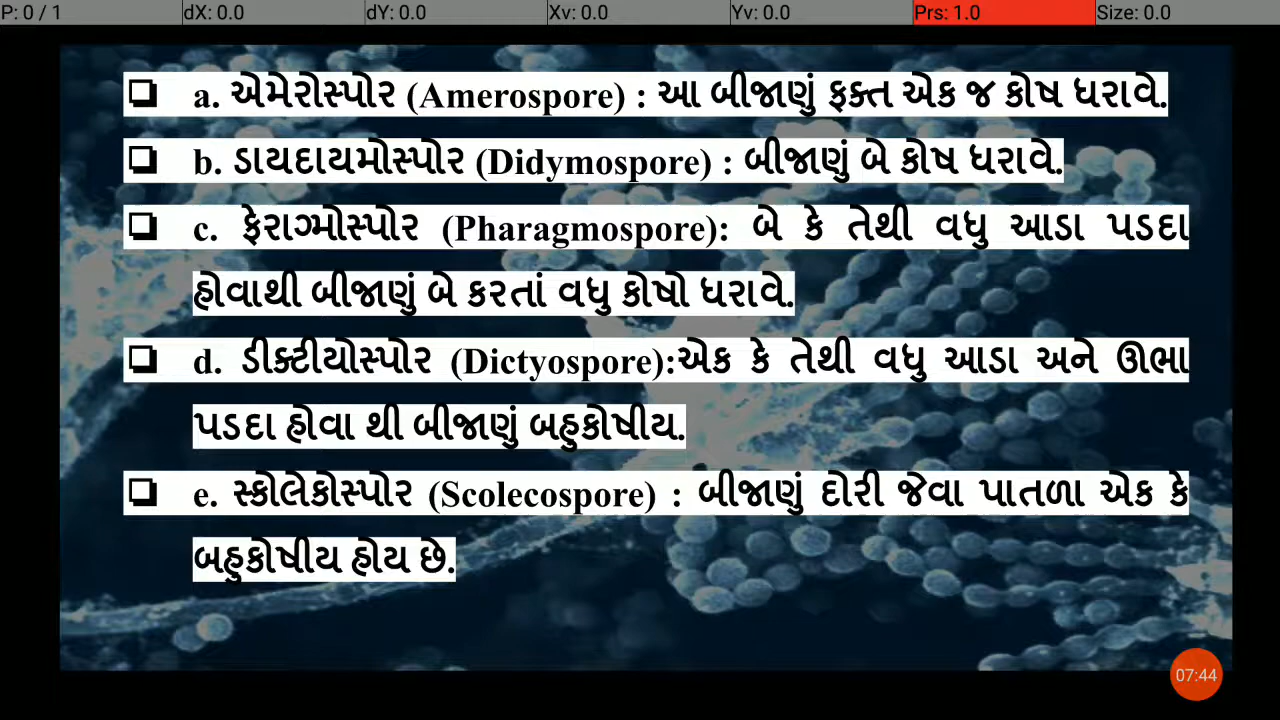 P: 0 / 1 dX: 0.0 dY: 0.0 Xv: 0.0 Yv: 0.0 Prs: 1.0 Size: 0.0
a. એમેરોસ્પોર (Amerospore) : આ બીજાણું ફક્ત એક જ કોષ ધરાવે.
b. ડાયદાયમોસ્પોર (Didymospore) : બીજાણું બે કોષ ધરાવે.
c. ફેરાગ્મોસ્પોર (Pharagmospore): બે કે તેથી વધુ આડા પડદા
હોવાથી બીજાણું બે કરતાં વધુ કોષો ધરાવે.
d. ડીક્ટીયોસ્પોર (Dictyospore):એક કે તેથી વધુ આડા અને ઊભા
પડદા હોવા થી બીજાણું બહુકોષીય.
e. સ્કોલેકોસ્પોર (Scolecospore) : બીજાણું દોરી જેવા પાતળા એક કે
બહુકોષીય હોય છે.
07:44